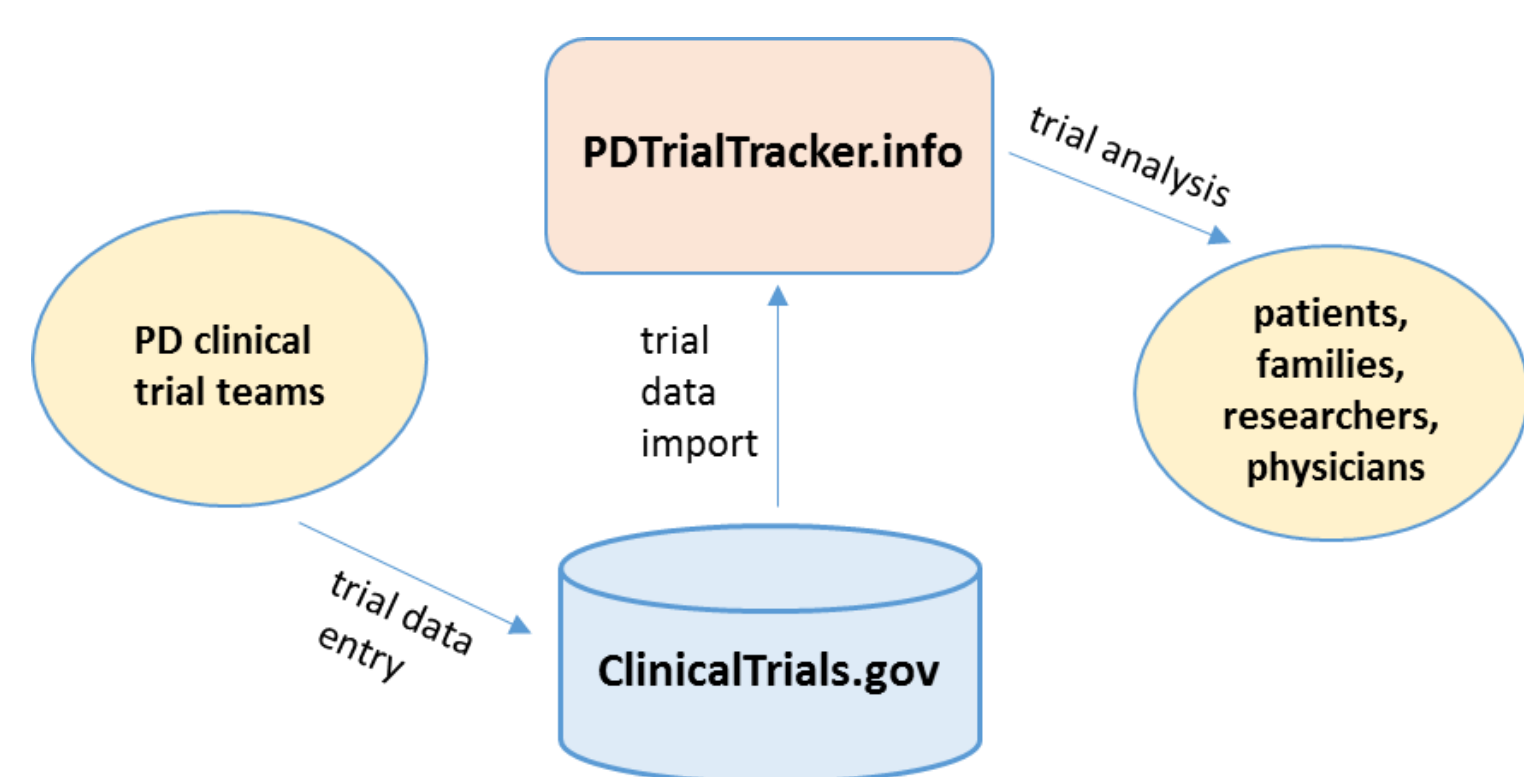 PDTrialTracker.info
trial analysis
PD clinical
trial teams
trial
data
import
patients,
families,
researchers,
physicians
trial data
entry
ClinicalTrials.gov